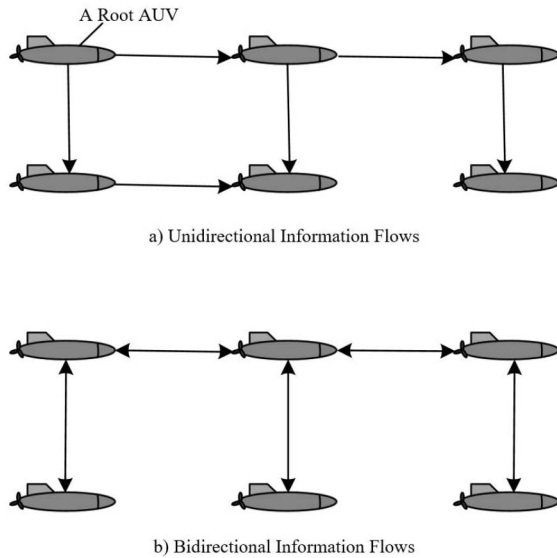 A Root AUV
a) Unidirectional Information Flows
b) Bidirectional Information Flows